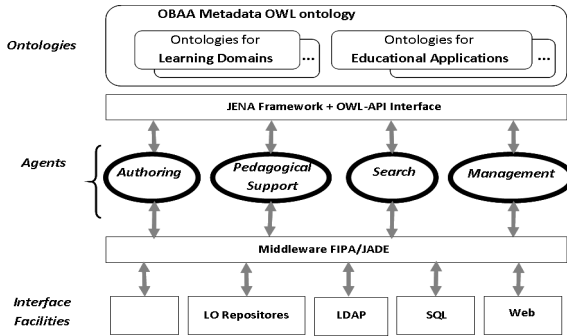 OBAA Metadata OWL ontology
Ontologies
Ontologies for
Learning Domains
...
Ontologies for
Educational Applications
...
JENA Framework + OWL-API Interface
Agents
Authoring
Pedagogical
Support
Search
Management
Middleware FIPA/JADE
Interface
Facilities
LO Repositores
LDAP
SQL
Web